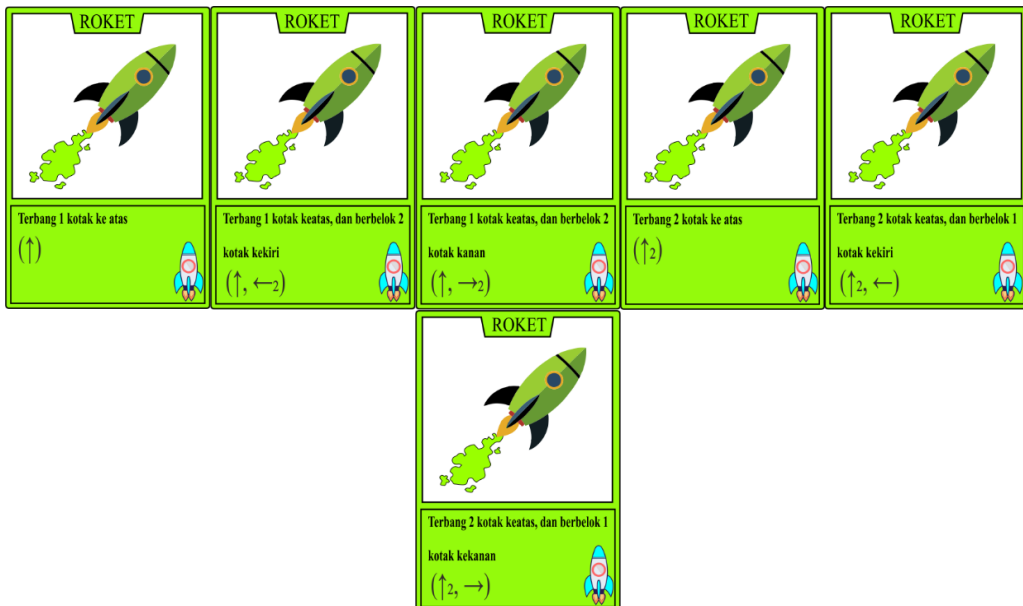 ROKET
Terbang 1 kotak ke atas
(↑)
ROKET
Terbang 1 kotak keatas, dan berbelok 2
kotak kekiri
(↑, ←2)
ROKET
Terbang 1 kotak keatas, dan berbelok 2
kotak kanan
(↑, →2)
ROKET
Terbang 2 kotak ke atas
(↑2)
ROKET
Terbang 2 kotak keatas, dan berbelok 1
kotak kekiri
(↑2, ←)
ROKET
Terbang 2 kotak keatas, dan berbelok 1
kotak kekanan
(↑2, →)